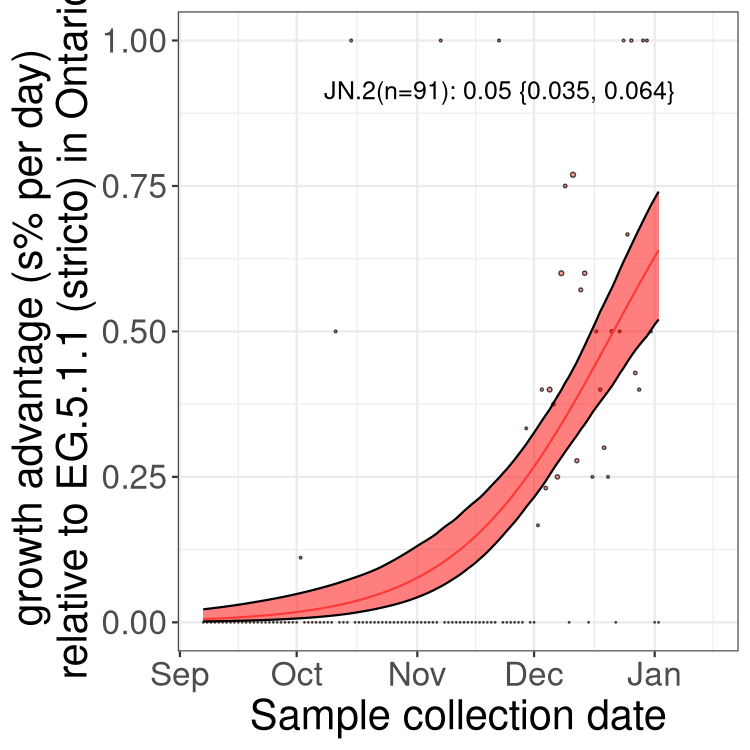 growth advantage (s% per day)
relative to EG.5.1.1 (stricto) in Ontario
1.00
0.75
0.50
0.25
0.00
JN.2(n=91): 0.05 {0.035, 0.064}
Sep Oct Nov Dec Jan
Sample collection date